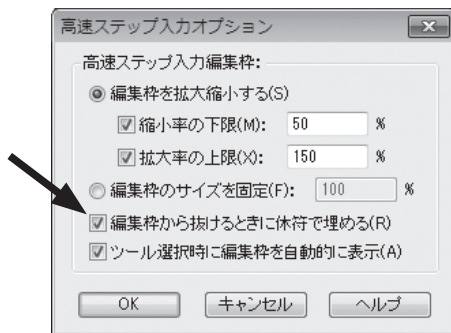 高速ステップ入力オプション
高速ステップ入力編集枠:
編集枠を拡大縮小する(S)
縮小率の下限(M): 50 %
拡大率の上限(X): 150 %
編集枠のサイズを固定(F): 100 %
編集枠から抜けるときに休符で埋める(R)
ツール選択時に編集枠を自動的に表示(A)
OK キャンセル ヘルプ